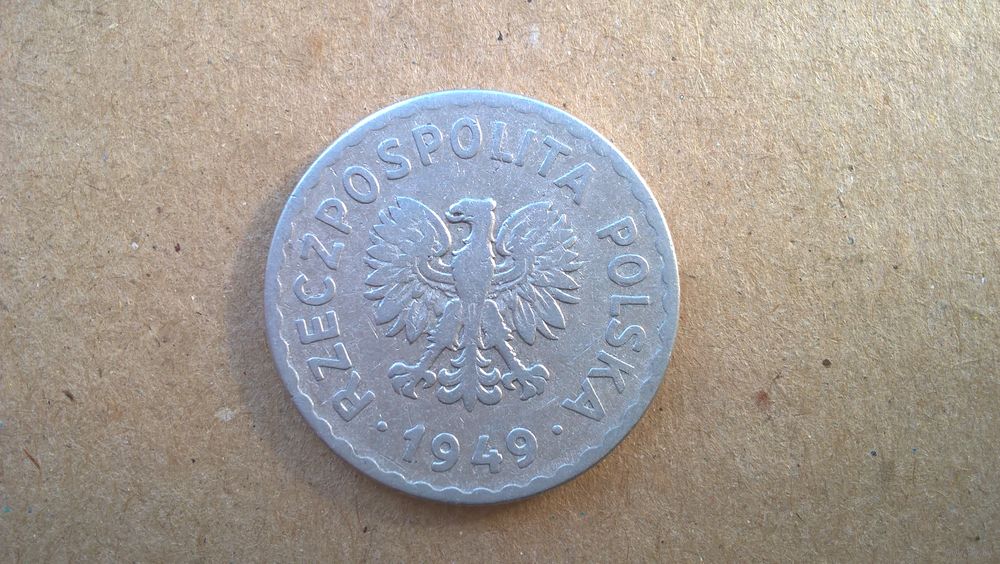 RZECZPOSPOLITA POLSKA
· 1949 ·